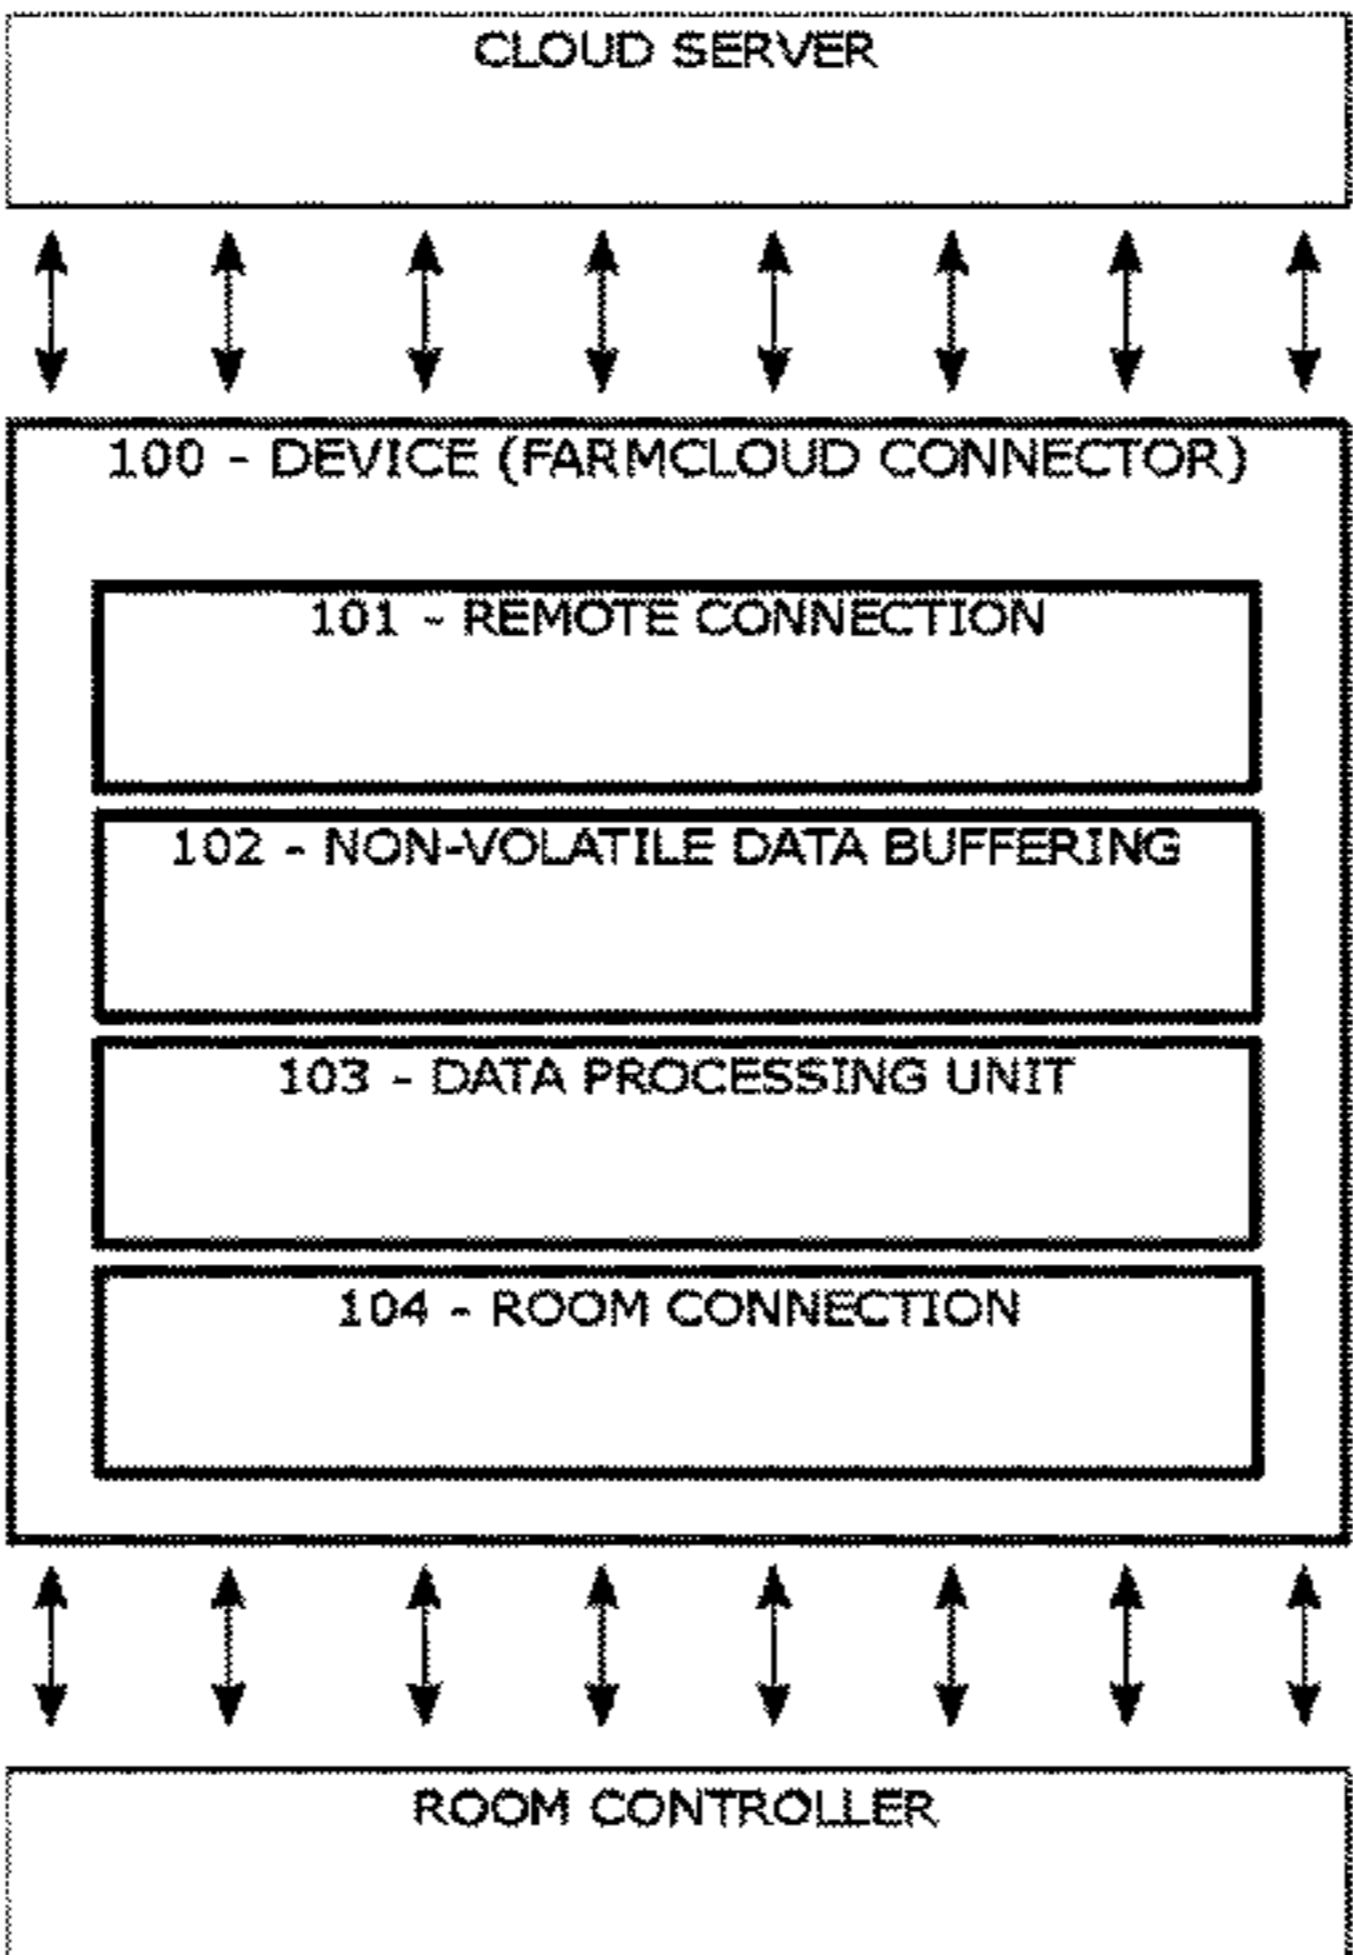 CLOUD SERVER
100 - DEVICE (FARMCLOUD CONNECTOR)
101 - REMOTE CONNECTION
102 - NON-VOLATILE DATA BUFFERING
103 - DATA PROCESSING UNIT
104 - ROOM CONNECTION
ROOM CONTROLLER